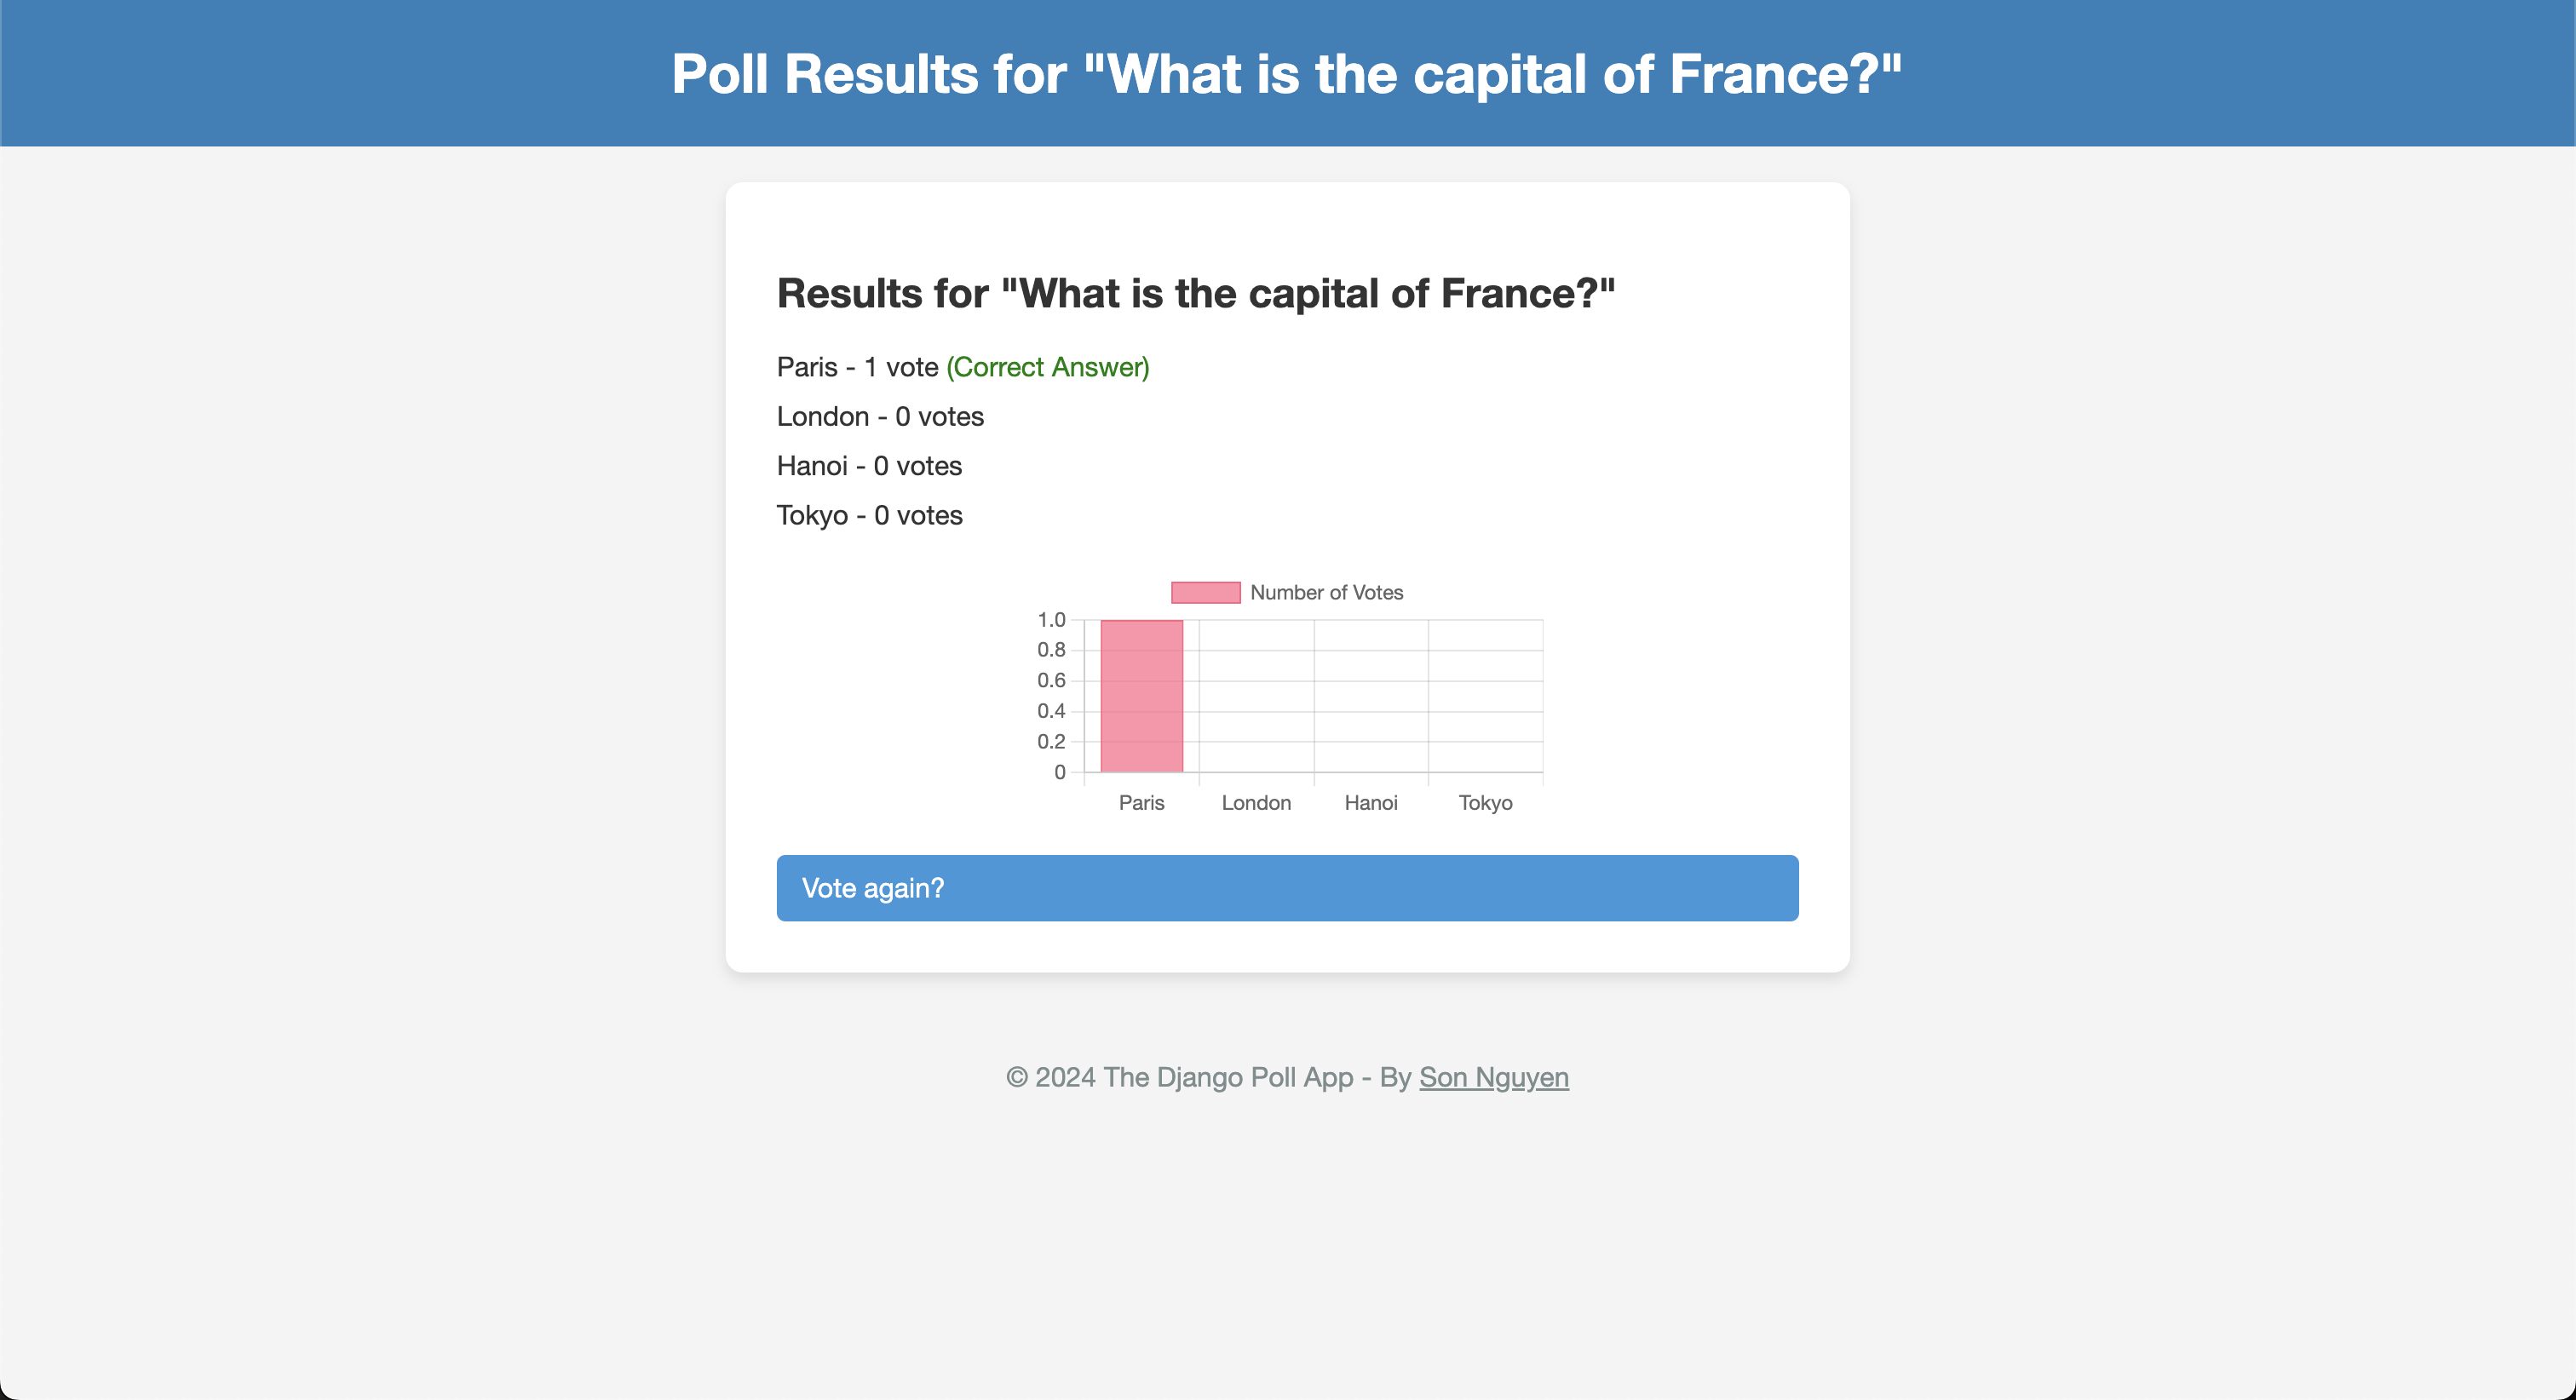 Poll Results for "What is the capital of France?"
Results for "What is the capital of France?"
Paris - 1 vote (Correct Answer)
London - 0 votes
Hanoi - 0 votes
Tokyo - 0 votes
Number of Votes
1.0
0.8
0.6
0.4
0.2
0
Paris London Hanoi Tokyo
Vote again?
© 2024 The Django Poll App - By Son Nguyen